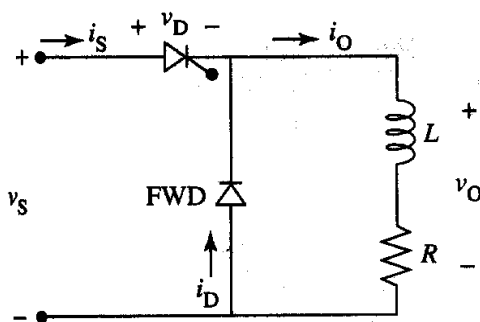 i_S
+ v_D −
i_O
+
L
+
v_S
FWD
v_O
R
−
i_D
−